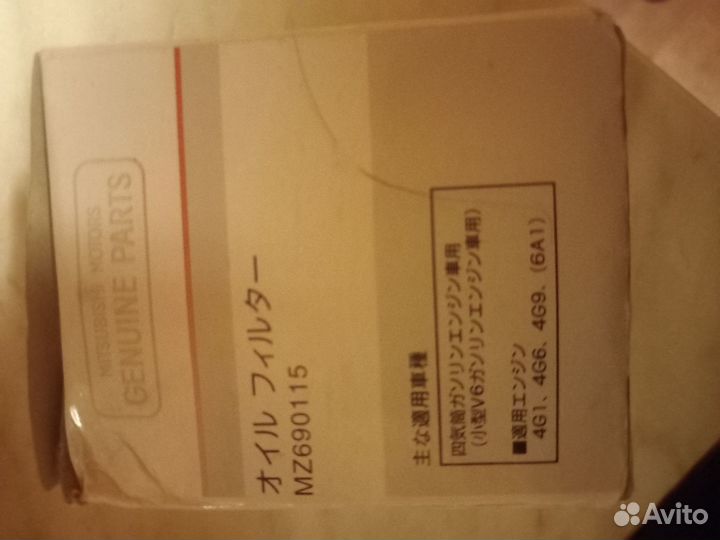 MITSUBISHI MOTORS
GENUINE PARTS
オイル フィルター
MZ690115
主な適用車種
四気筒ガソリンエンジン車用
(小型V6ガソリンエンジン車用)
■適用エンジン
4G1、4G6、4G9、(6A1)
Avito